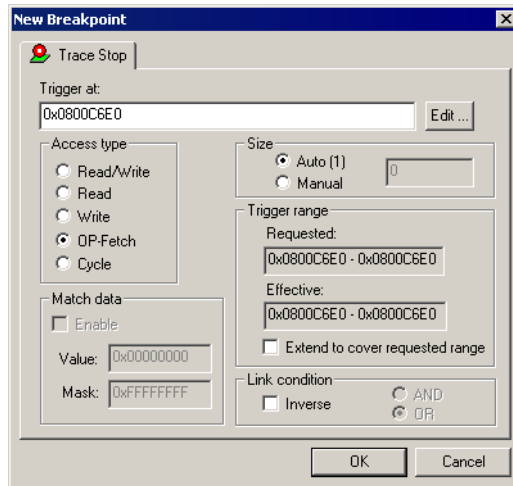 New Breakpoint
Trace Stop
Trigger at:
0x0800C6E0
Edit ...
Access type
Read/Write
Read
Write
OP-Fetch
Cycle
Size
Auto (1)
Manual
0
Trigger range
Requested:
0x0800C6E0 - 0x0800C6E0
Effective:
0x0800C6E0 - 0x0800C6E0
Extend to cover requested range
Match data
Enable
Value: 0x00000000
Mask: 0xFFFFFFFF
Link condition
Inverse
AND
OR
OK
Cancel